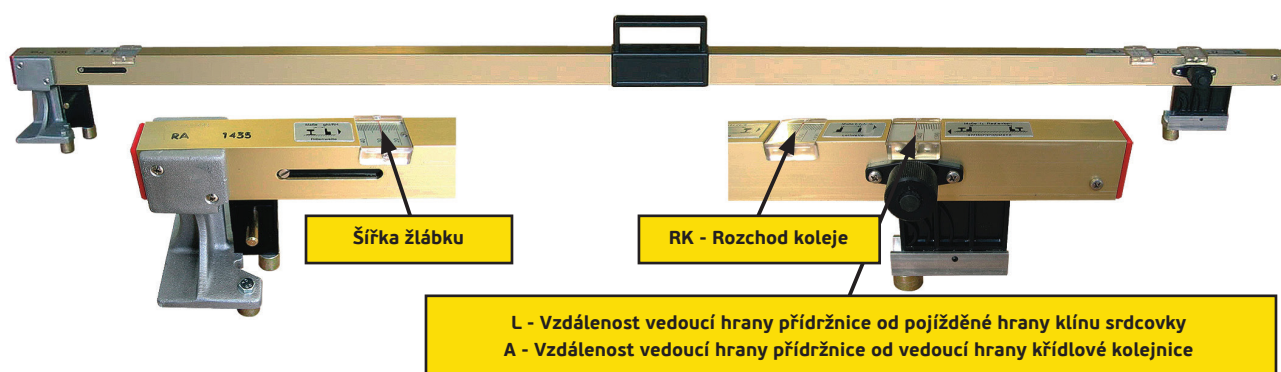 RA 1435
Šířka žlábku
RK - Rozchod koleje
L - Vzdálenost vedoucí hrany přídržnice od pojížděné hrany klínu srdcovky
A - Vzdálenost vedoucí hrany přídržnice od vedoucí hrany křídlové kolejnice